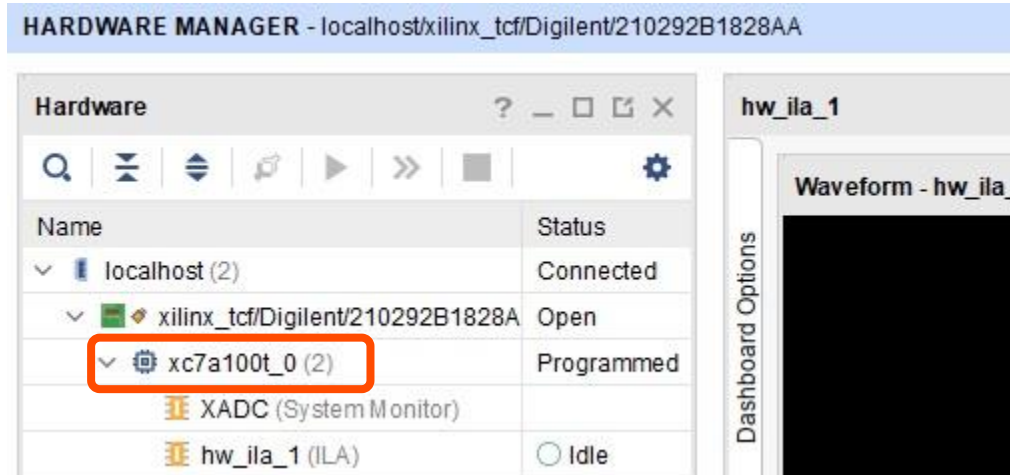 HARDWARE MANAGER - localhost/xilinx_tcf/Digilent/210292B1828AA
Hardware
Name Status
localhost (2) Connected
xilinx_tcf/Digilent/210292B1828A Open
xc7a100t_0 (2) Programmed
XADC (System Monitor)
hw_ila_1 (ILA) Idle
hw_ila_1
Dashboard Options
Waveform - hw_ila_